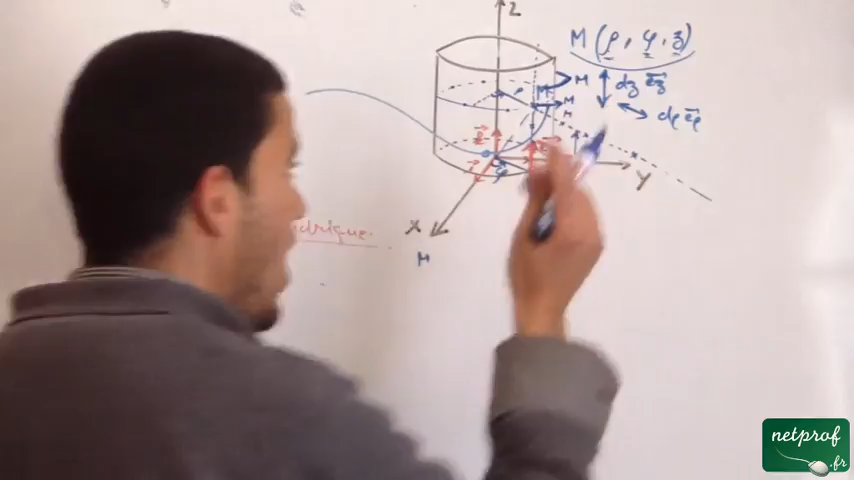 Z
M (ρ, φ, z)
M
M
dz e⃗z
M
M
dρ e⃗ρ
Y
X
M
netprof
.fr